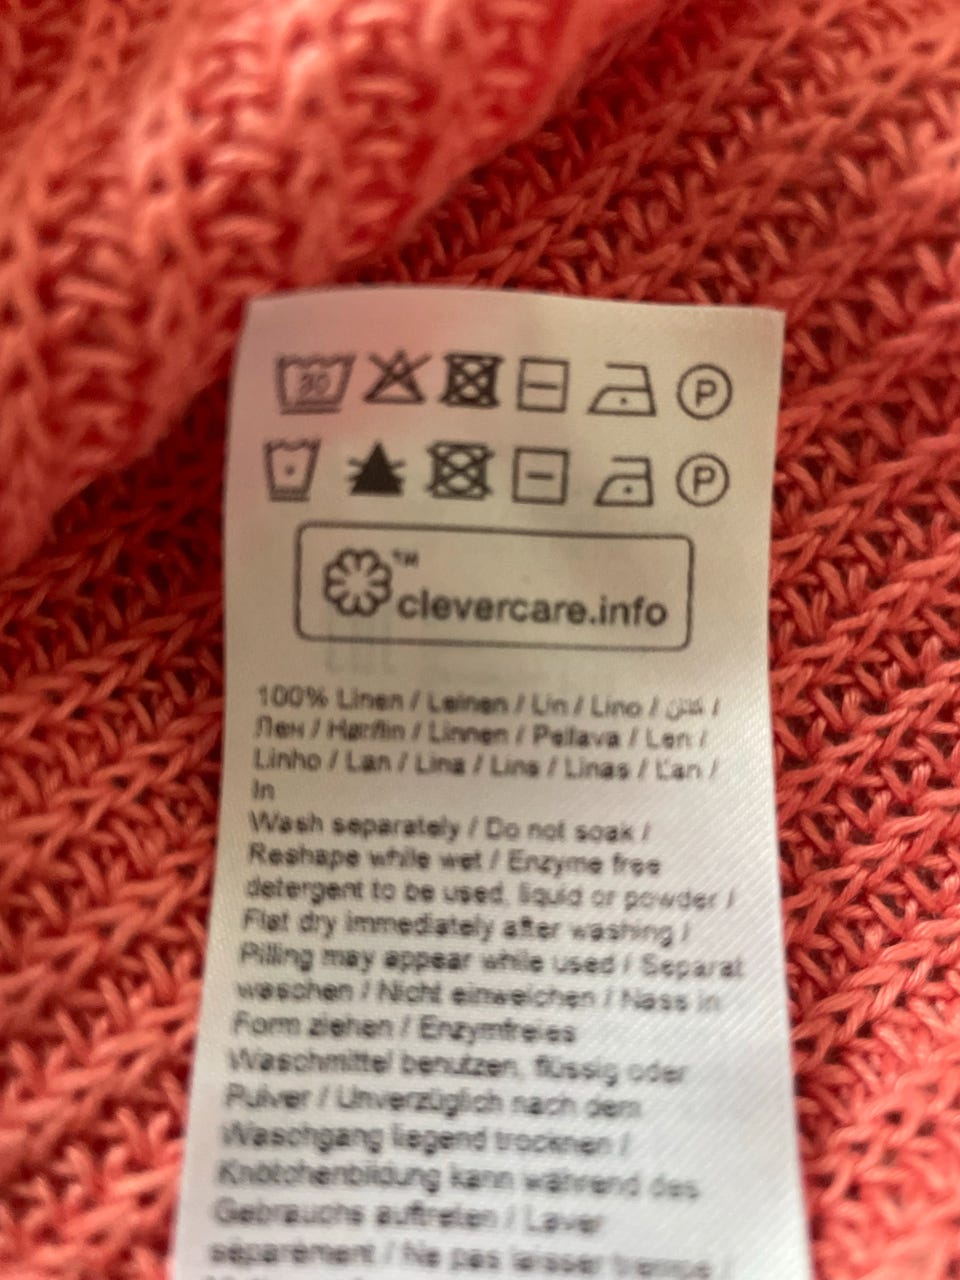 30
P
P
™
clevercare.info
100% Linen / Leinen / Lin / Lino / كتان /
Лен / Hørflin / Linnen / Pellava / Len /
Linho / Lan / Lina / Lins / Linas / L'an /
In
Wash separately / Do not soak /
Reshape while wet / Enzyme free
detergent to be used, liquid or powder /
Flat dry immediately after washing /
Pilling may appear while used / Separat
waschen / Nicht einweichen / Nass in
Form ziehen / Enzymfreies
Waschmittel benutzen, flüssig oder
Pulver / Unverzüglich nach dem
Waschgang liegend trocknen /
Knötchenbildung kann während des
Gebrauchs auftreten / Laver
séparément / Ne pas laisser tremper /